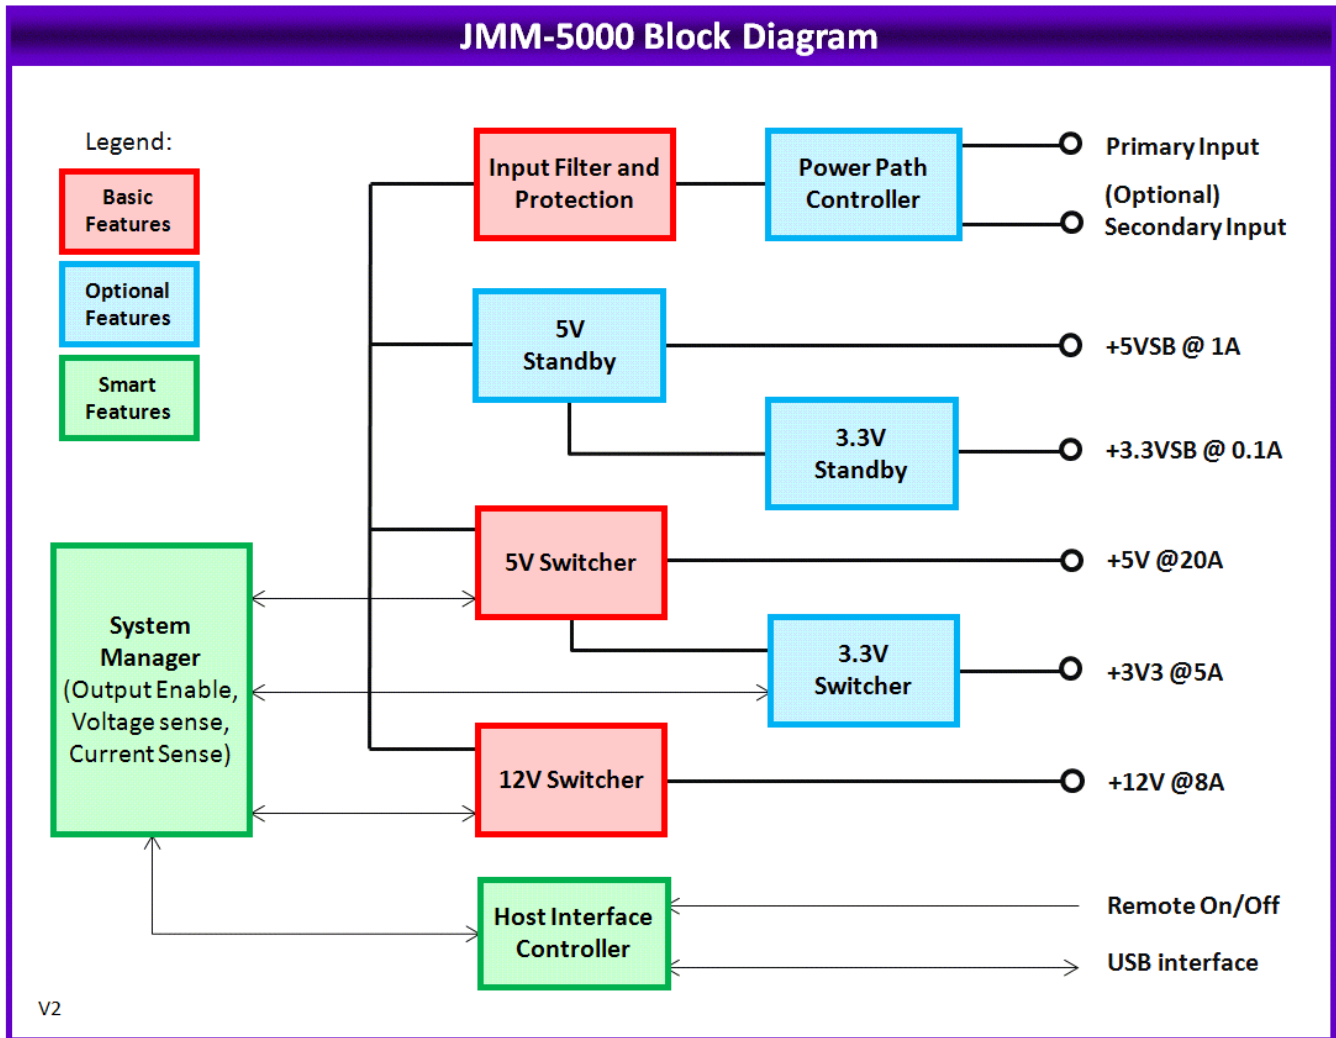 JMM-5000 Block Diagram
Legend:
Basic
Features
Optional
Features
Smart
Features
Input Filter and
Protection
Power Path
Controller
Primary Input
(Optional)
Secondary Input
5V
Standby
+5VSB @ 1A
3.3V
Standby
+3.3VSB @ 0.1A
5V Switcher
+5V @20A
System
Manager
(Output Enable,
Voltage sense,
Current Sense)
3.3V
Switcher
+3V3 @5A
12V Switcher
+12V @8A
Host Interface
Controller
Remote On/Off
USB interface
V2